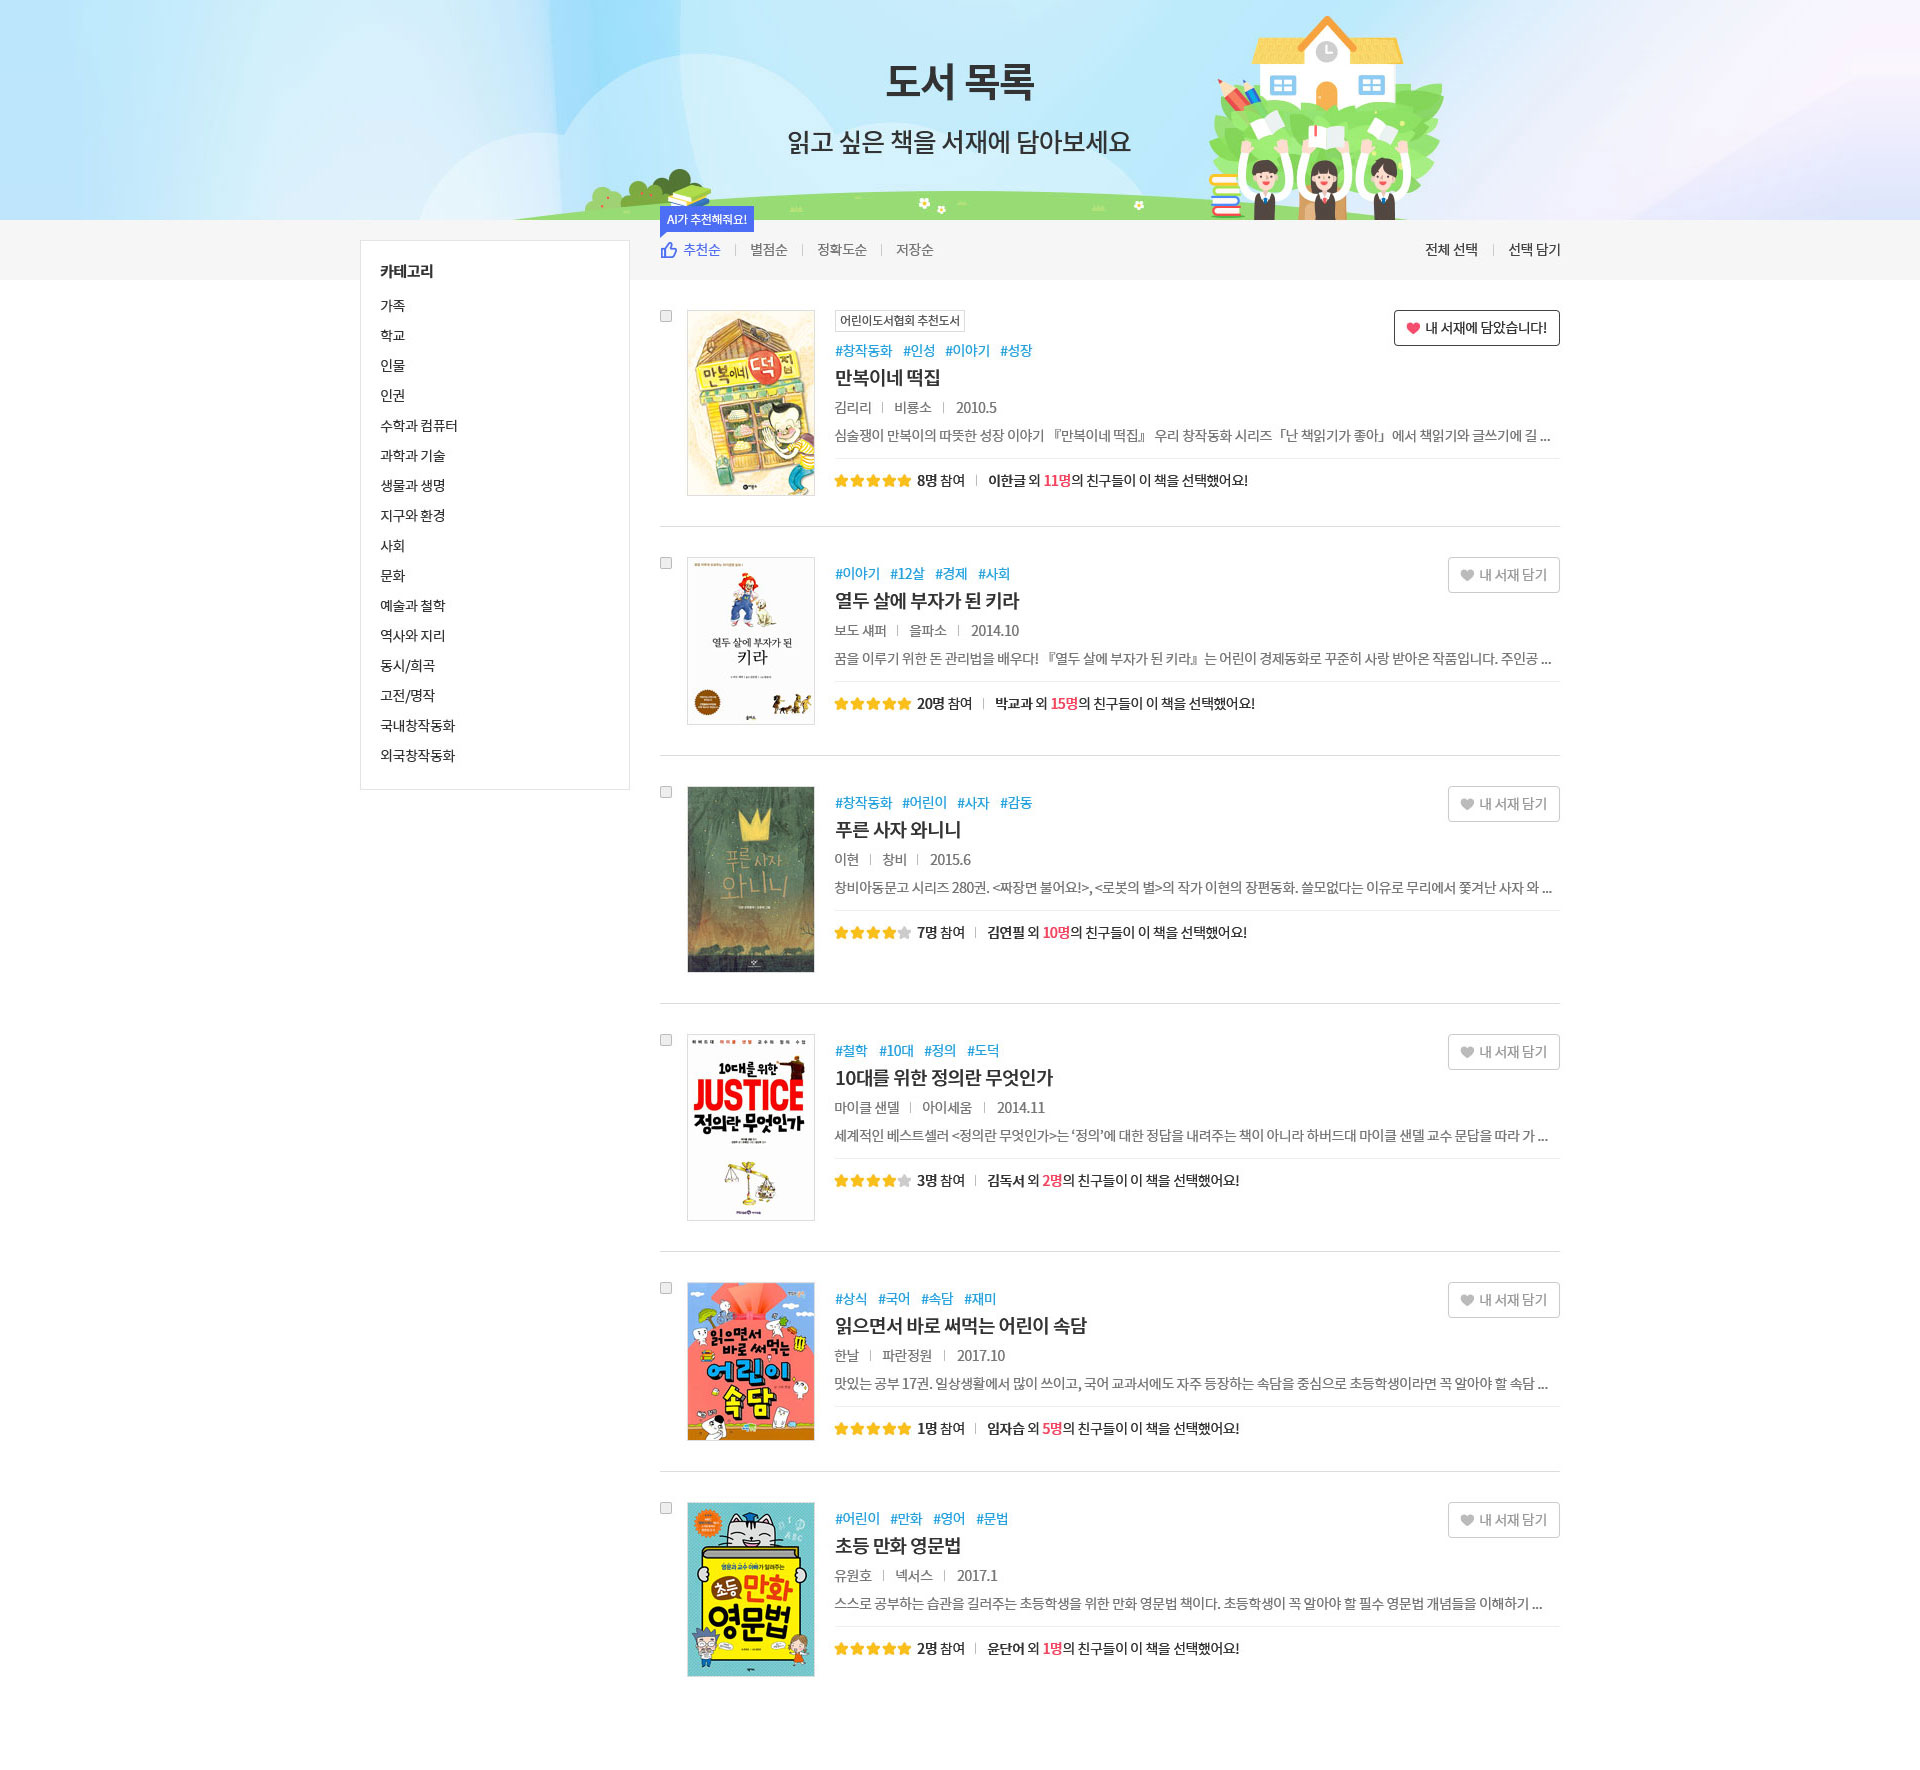 도서 목록
읽고 싶은 책을 서재에 담아보세요
AI가 추천해줘요!
추천순
별점순
정확도순
저장순
전체 선택
선택 담기
카테고리
가족
학교
인물
인권
수학과 컴퓨터
과학과 기술
생물과 생명
지구와 환경
사회
문화
예술과 철학
역사와 지리
동시/희곡
고전/명작
국내창작동화
외국창작동화
만복이네 떡집
비룡소
어린이도서협회 추천도서
내 서재에 담았습니다!
#창작동화 #인성 #이야기 #성장
만복이네 떡집
김리리 비룡소 2010.5
심술쟁이 만복이의 따뜻한 성장 이야기 『만복이네 떡집』 우리 창작동화 시리즈「난 책읽기가 좋아」에서 책읽기와 글쓰기에 길 ...
8명 참여 이한글 외 11명의 친구들이 이 책을 선택했어요!
열두 살에 부자가 된
키라
을파소
#이야기 #12살 #경제 #사회
내 서재 담기
열두 살에 부자가 된 키라
보도 섀퍼 을파소 2014.10
꿈을 이루기 위한 돈 관리법을 배우다! 『열두 살에 부자가 된 키라』는 어린이 경제동화로 꾸준히 사랑 받아온 작품입니다. 주인공 ...
20명 참여 박교과 외 15명의 친구들이 이 책을 선택했어요!
푸른 사자
와니니
#창작동화 #어린이 #사자 #감동
내 서재 담기
푸른 사자 와니니
이현 창비 2015.6
창비아동문고 시리즈 280권. <짜장면 불어요!>, <로봇의 별>의 작가 이현의 장편동화. 쓸모없다는 이유로 무리에서 쫓겨난 사자 와 ...
7명 참여 김연필 외 10명의 친구들이 이 책을 선택했어요!
하버드대 마이클 샌델 교수의 정의 수업
10대를 위한
JUSTICE
정의란 무엇인가
#철학 #10대 #정의 #도덕
내 서재 담기
10대를 위한 정의란 무엇인가
마이클 샌델 아이세움 2014.11
세계적인 베스트셀러 <정의란 무엇인가>는 ‘정의’에 대한 정답을 내려주는 책이 아니라 하버드대 마이클 샌델 교수 문답을 따라 가 ...
3명 참여 김독서 외 2명의 친구들이 이 책을 선택했어요!
읽으면서
바로 써먹는
어린이
속담
#상식 #국어 #속담 #재미
내 서재 담기
읽으면서 바로 써먹는 어린이 속담
한날 파란정원 2017.10
맛있는 공부 17권. 일상생활에서 많이 쓰이고, 국어 교과서에도 자주 등장하는 속담을 중심으로 초등학생이라면 꼭 알아야 할 속담 ...
1명 참여 임자습 외 5명의 친구들이 이 책을 선택했어요!
영문과 교수 아빠가 알려주는
초등 만화
영문법
#어린이 #만화 #영어 #문법
내 서재 담기
초등 만화 영문법
유원호 넥서스 2017.1
스스로 공부하는 습관을 길러주는 초등학생을 위한 만화 영문법 책이다. 초등학생이 꼭 알아야 할 필수 영문법 개념들을 이해하기 ...
2명 참여 윤단어 외 1명의 친구들이 이 책을 선택했어요!